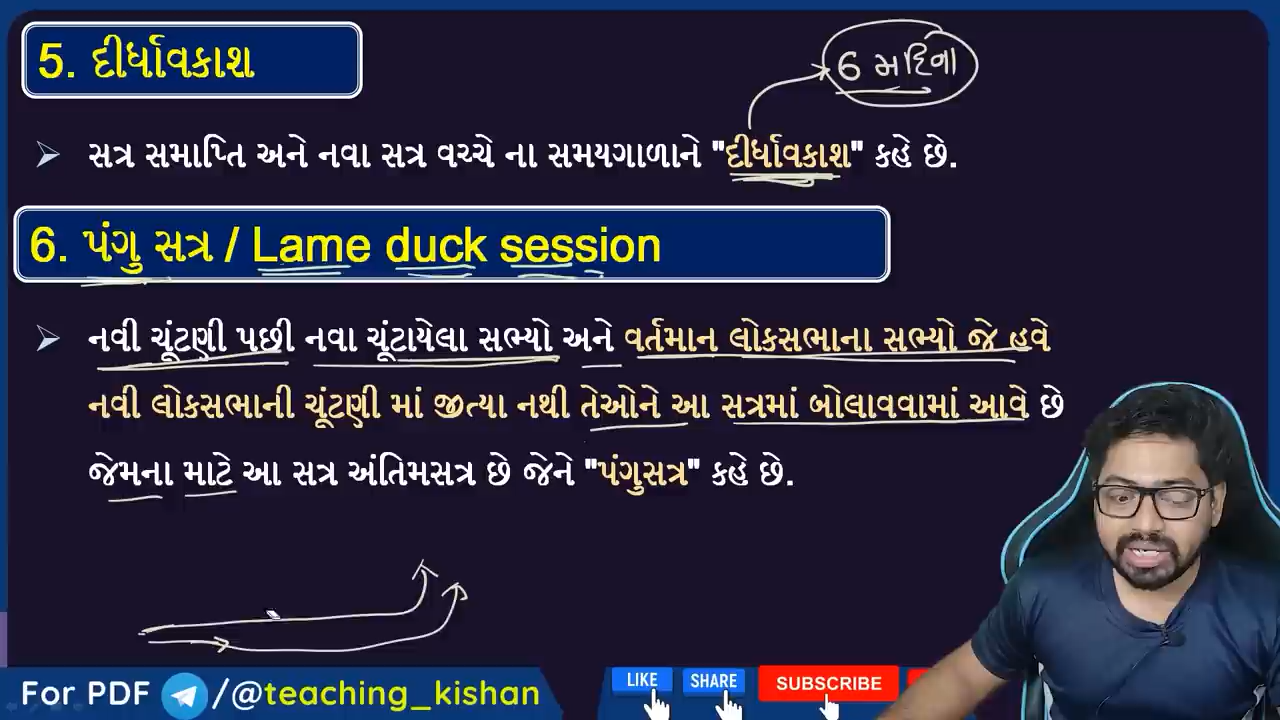 5. દીર્ધાવકાશ
6 મહિના
સત્ર સમાપ્તિ અને નવા સત્ર વચ્ચે ના સમયગાળાને "દીર્ધાવકાશ" કહે છે.
6. પંગુ સત્ર / Lame duck session
નવી ચૂંટણી પછી નવા ચૂંટાયેલા સભ્યો અને વર્તમાન લોકસભાના સભ્યો જે હવે
નવી લોકસભાની ચૂંટણી માં જીત્યા નથી તેઓને આ સત્રમાં બોલાવવામાં આવે છે
જેમના માટે આ સત્ર અંતિમસત્ર છે જેને "પંગુસત્ર" કહે છે.
For PDF /@teaching_kishan LIKE SHARE SUBSCRIBE